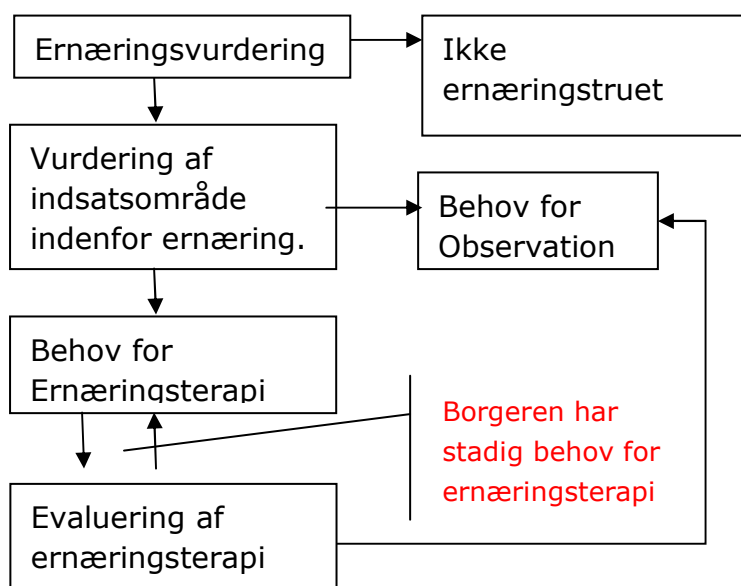 Ernæringsvurdering
Ikke
ernæringstruet
Vurdering af
indsatsområde
indenfor ernæring.
Behov for
Observation
Behov for
Ernæringsterapi
Borgeren har
stadig behov for
ernæringsterapi
Evaluering af
ernæringsterapi